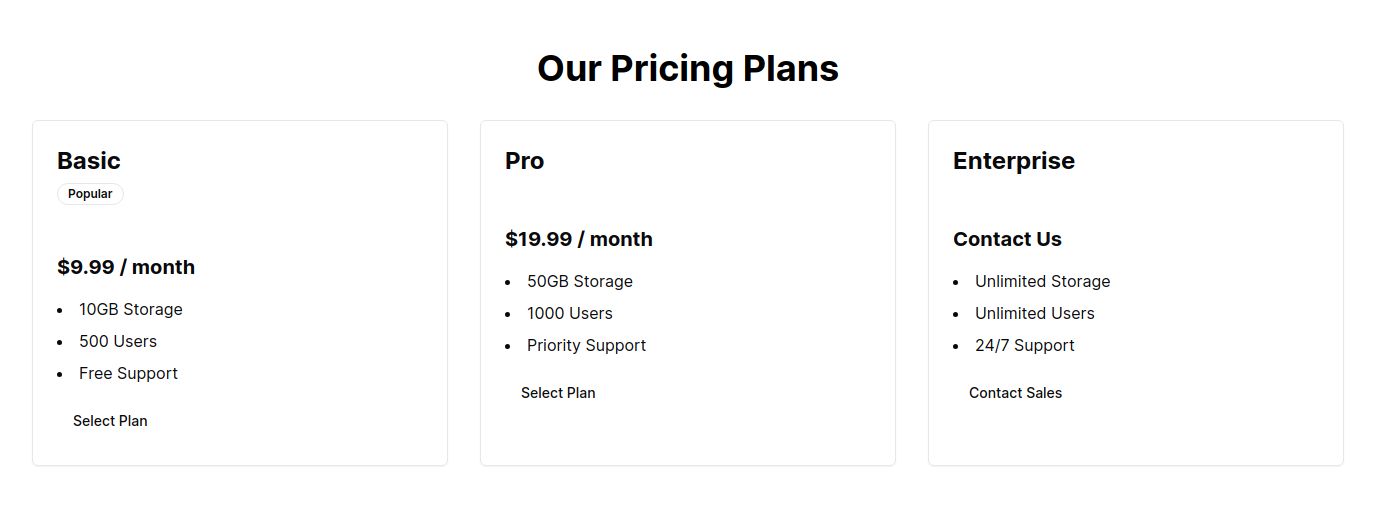 Our Pricing Plans
Basic
Popular
$9.99 / month
10GB Storage
500 Users
Free Support
Select Plan
Pro
$19.99 / month
50GB Storage
1000 Users
Priority Support
Select Plan
Enterprise
Contact Us
Unlimited Storage
Unlimited Users
24/7 Support
Contact Sales